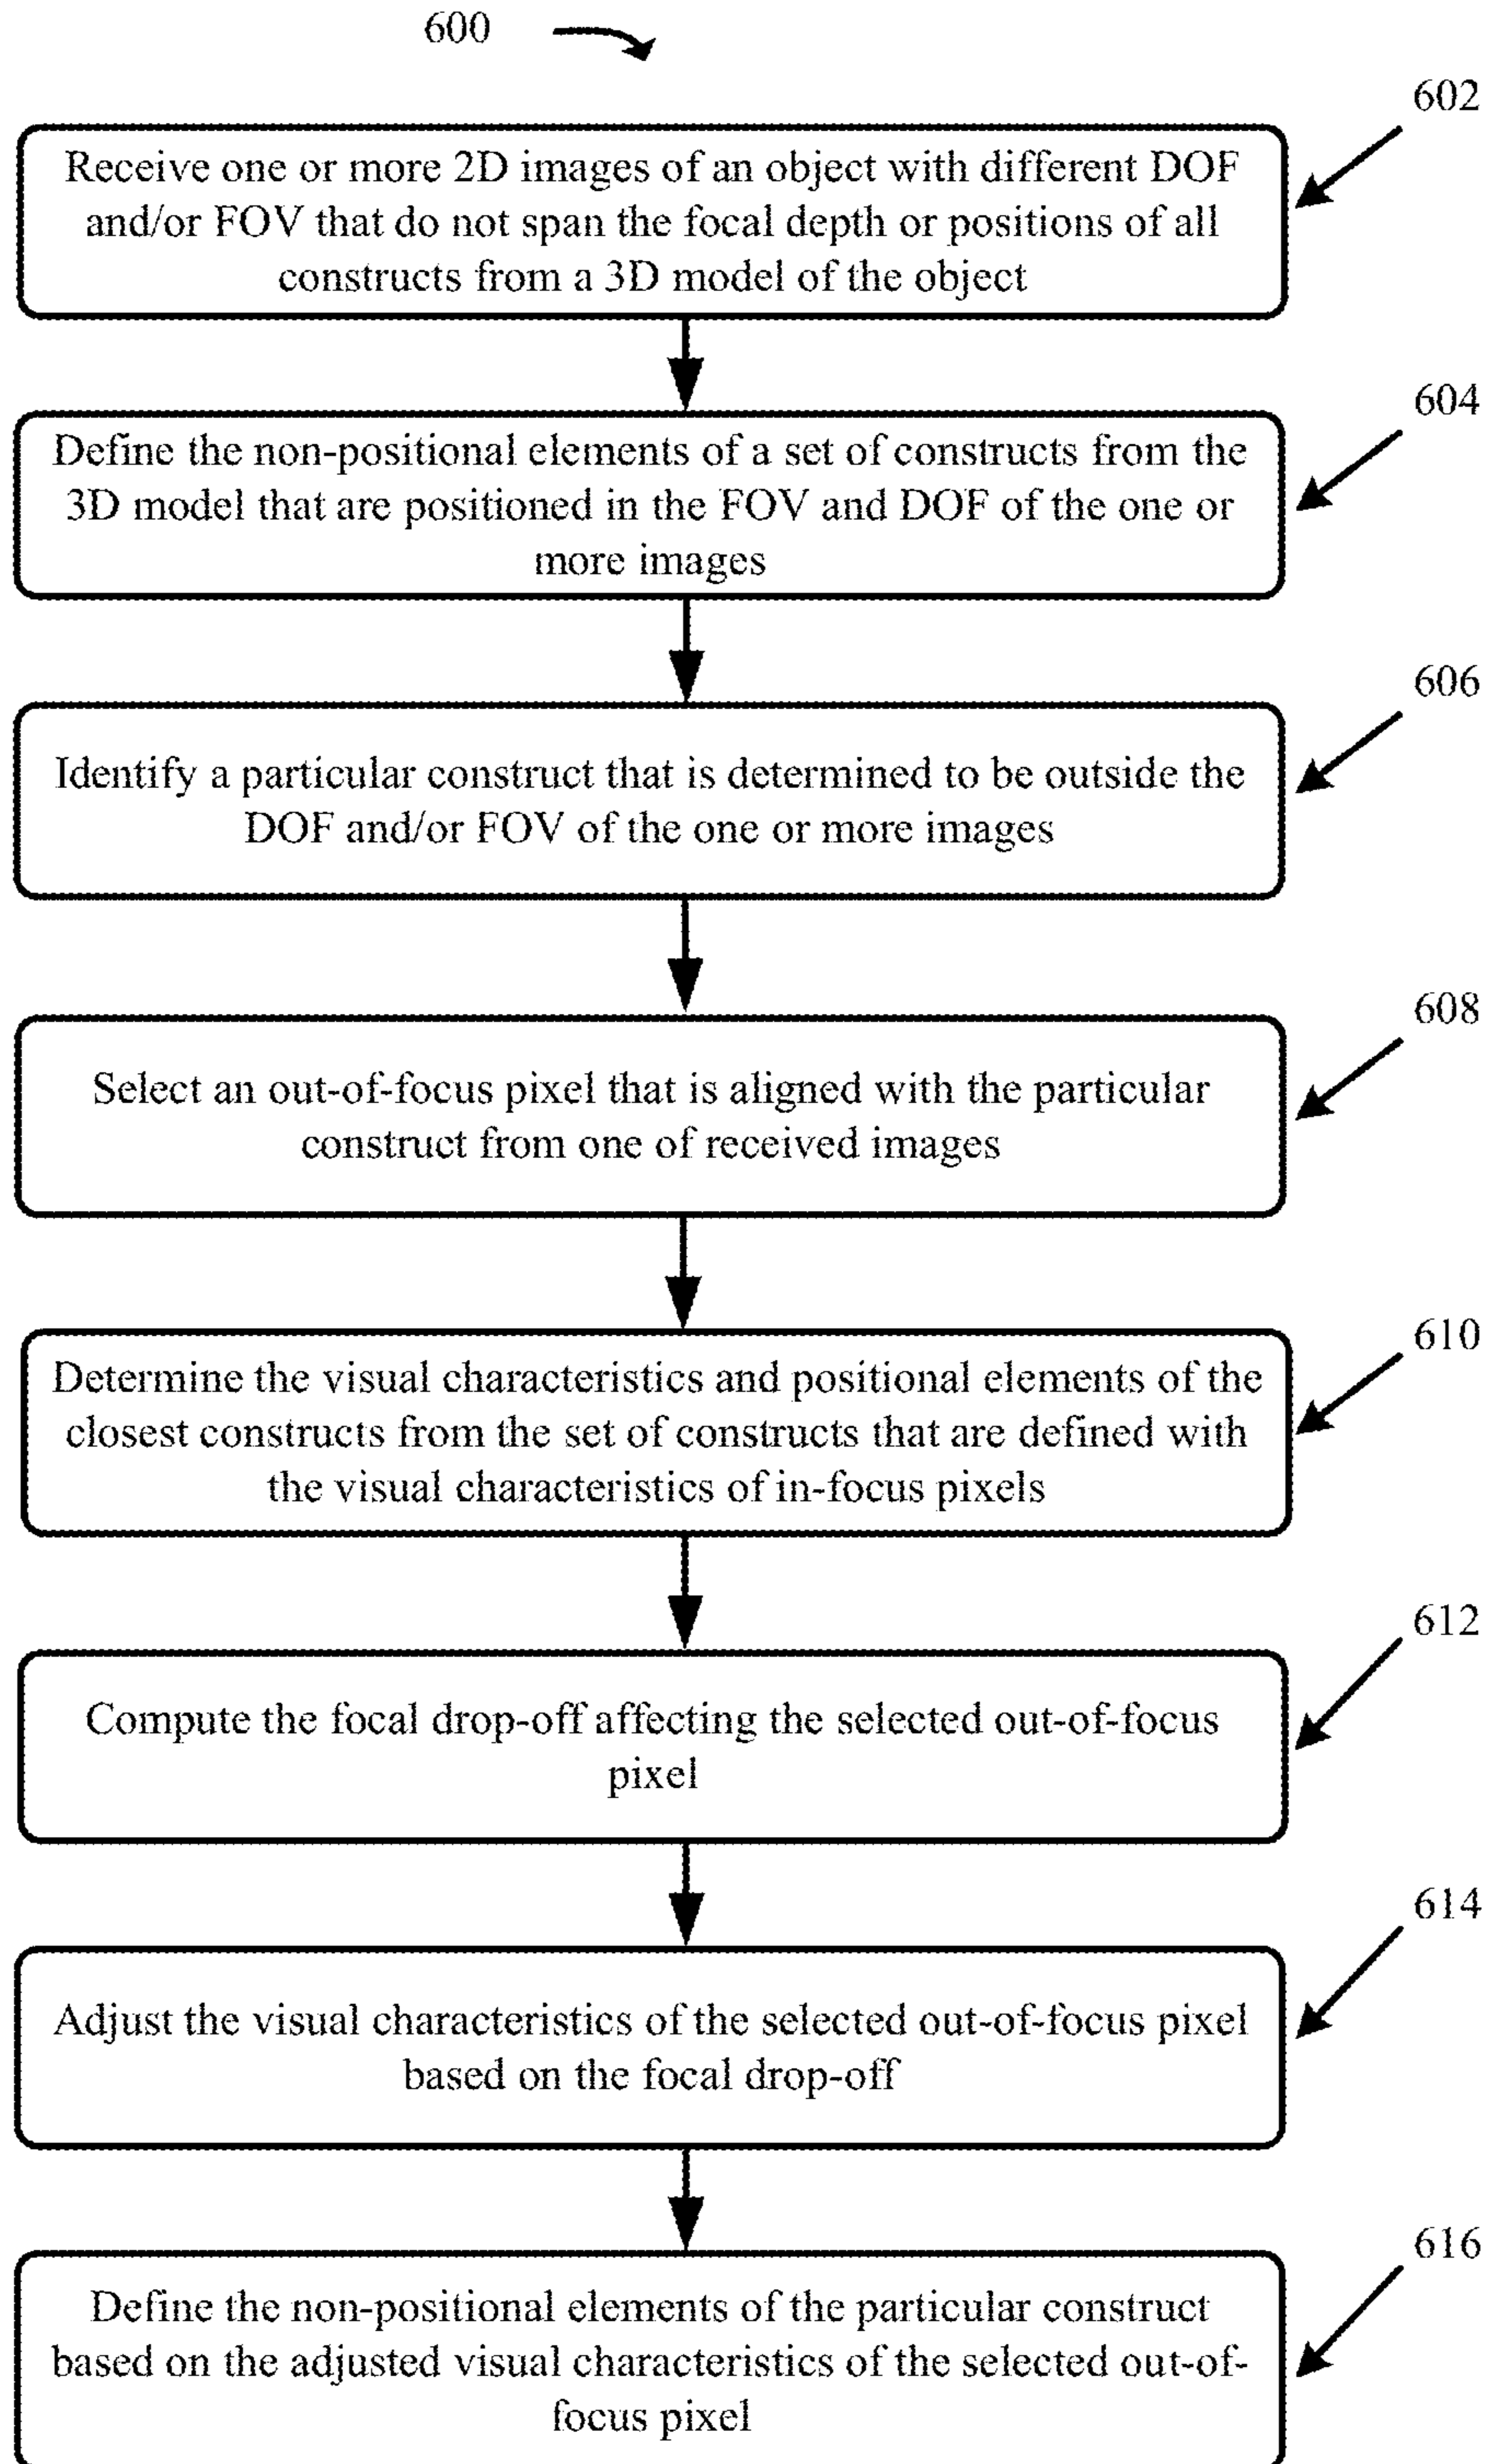 600
602
Receive one or more 2D images of an object with different DOF
and/or FOV that do not span the focal depth or positions of all
constructs from a 3D model of the object
604
Define the non-positional elements of a set of constructs from the
3D model that are positioned in the FOV and DOF of the one or
more images
606
Identify a particular construct that is determined to be outside the
DOF and/or FOV of the one or more images
608
Select an out-of-focus pixel that is aligned with the particular
construct from one of received images
610
Determine the visual characteristics and positional elements of the
closest constructs from the set of constructs that are defined with
the visual characteristics of in-focus pixels
612
Compute the focal drop-off affecting the selected out-of-focus
pixel
614
Adjust the visual characteristics of the selected out-of-focus pixel
based on the focal drop-off
616
Define the non-positional elements of the particular construct
based on the adjusted visual characteristics of the selected out-of-
focus pixel